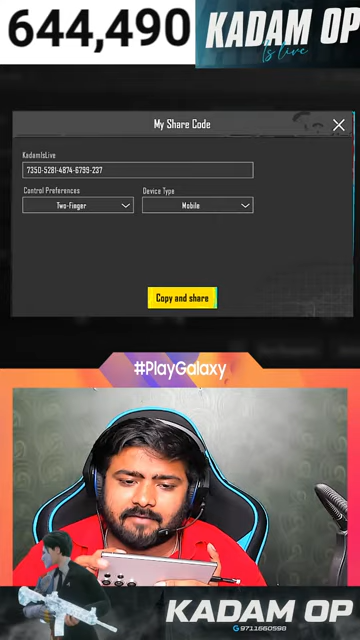 644,490
KADAM OP
Is live
My Share Code
KadamIsLive
7350-5281-4874-6799-237
Control Preferences
Device Type
Two-Finger
Mobile
Copy and share
#PlayGalaxy
KADAM OP
9711660598